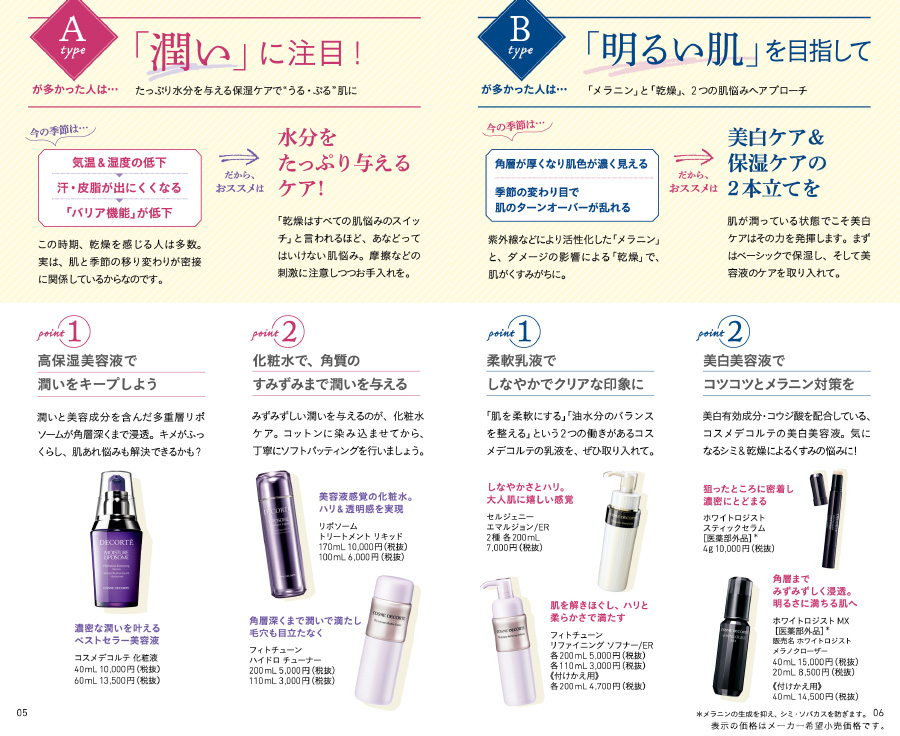 A
type
が多かった人は…
「潤い」に注目！
たっぷり水分を与える保湿ケアで“うる・ぷる”肌に
今の季節は…
気温＆湿度の低下
汗・皮脂が出にくくなる
「バリア機能」が低下
だから、
おススメは
水分を
たっぷり与える
ケア！
この時期、乾燥を感じる人は多数。
実は、肌と季節の移り変わりが密接
に関係しているからなのです。
「乾燥はすべての肌悩みのスイッ
チ」と言われるほど、あなどって
はいけない肌悩み。摩擦などの
刺激に注意しつつお手入れを。
point 1
高保湿美容液で
潤いをキープしよう
潤いと美容成分を含んだ多重層リポ
ソームが角層深くまで浸透。キメがふっ
くらし、肌あれ悩みも解決できるかも？
DECORTÉ
MOISTURE
LIPOSOME
濃密な潤いを叶える
ベストセラー美容液
コスメデコルテ 化粧液
40mL 10,000円（税抜）
60mL 13,500円（税抜）
point 2
化粧水で、角質の
すみずみまで潤いを与える
みずみずしい潤いを与えるのが、化粧水
ケア。コットンに染み込ませてから、
丁寧にソフトパッティングを行いましょう。
美容液感覚の化粧水。
ハリ＆透明感を実現
リポソーム
トリートメント リキッド
170mL 10,000円（税抜）
100mL 6,000円（税抜）
角層深くまで潤いで満たし
毛穴も目立たなく
フィトチューン
ハイドロ チューナー
200mL 5,000円（税抜）
110mL 3,000円（税抜）
COSME DECORTE
05
B
type
が多かった人は…
「明るい肌」を目指して
「メラニン」と「乾燥」、2つの肌悩みへアプローチ
今の季節は…
角層が厚くなり肌色が濃く見える
季節の変わり目で
肌のターンオーバーが乱れる
だから、
おススメは
美白ケア＆
保湿ケアの
2本立てを
紫外線などにより活性化した「メラニン」
と、ダメージの影響による「乾燥」で、
肌がくすみがちに。
肌が潤っている状態でこそ美白
ケアはその力を発揮します。まず
はベーシックで保湿し、そして美
容液のケアを取り入れて。
point 1
柔軟乳液で
しなやかでクリアな印象に
「肌を柔軟にする」「油水分のバランス
を整える」という2つの働きがあるコス
メデコルテの乳液を、ぜひ取り入れて。
しなやかさとハリ。
大人肌に嬉しい感覚
セルジェニー
エマルジョン/ER
2種 各200mL
7,000円（税抜）
肌を解きほぐし、ハリと
柔らかさで満たす
フィトチューン
リファイニング ソフナー/ER
各200mL 5,000円（税抜）
各110mL 3,000円（税抜）
《付けかえ用》
各200mL 4,700円（税抜）
point 2
美白美容液で
コツコツとメラニン対策を
美白有効成分・コウジ酸を配合している、
コスメデコルテの美白美容液。気に
なるシミ＆乾燥によるくすみの悩みに！
狙ったところに密着し
濃密にとどまる
ホワイトロジスト
スティックセラム
［医薬部外品］*
4g 10,000円（税抜）
角層まで
みずみずしく浸透。
明るさに満ちる肌へ
ホワイトロジスト MX
［医薬部外品］*
販売名 ホワイトロジスト
メラノクローザー
40mL 15,000円（税抜）
20mL 8,500円（税抜）
《付けかえ用》
40mL 14,500円（税抜）
*メラニンの生成を抑え、シミ・ソバカスを防ぎます。 06
表示の価格はメーカー希望小売価格です。